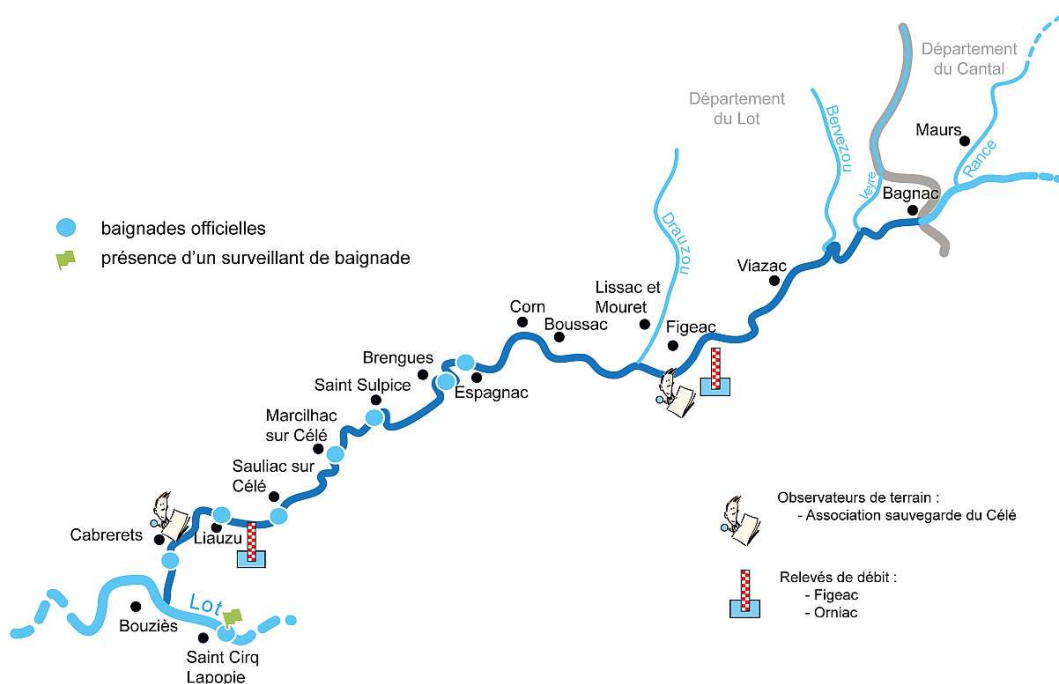 Département
du Cantal
Département
du Lot
Bervezou
Maurs
Veyre
Rance
Bagnac
baignades officielles
présence d'un surveillant de baignade
Drauzou
Viazac
Lissac et
Mouret
Corn
Boussac
Figeac
Brengues
Espagnac
Saint Sulpice
Marcilhac
sur Célé
Sauliac sur
Célé
Cabrerets
Liauzu
Observateurs de terrain :
- Association sauvegarde du Célé
Relevés de débit :
- Figeac
- Orniac
Lot
Bouziès
Saint Cirq
Lapopie